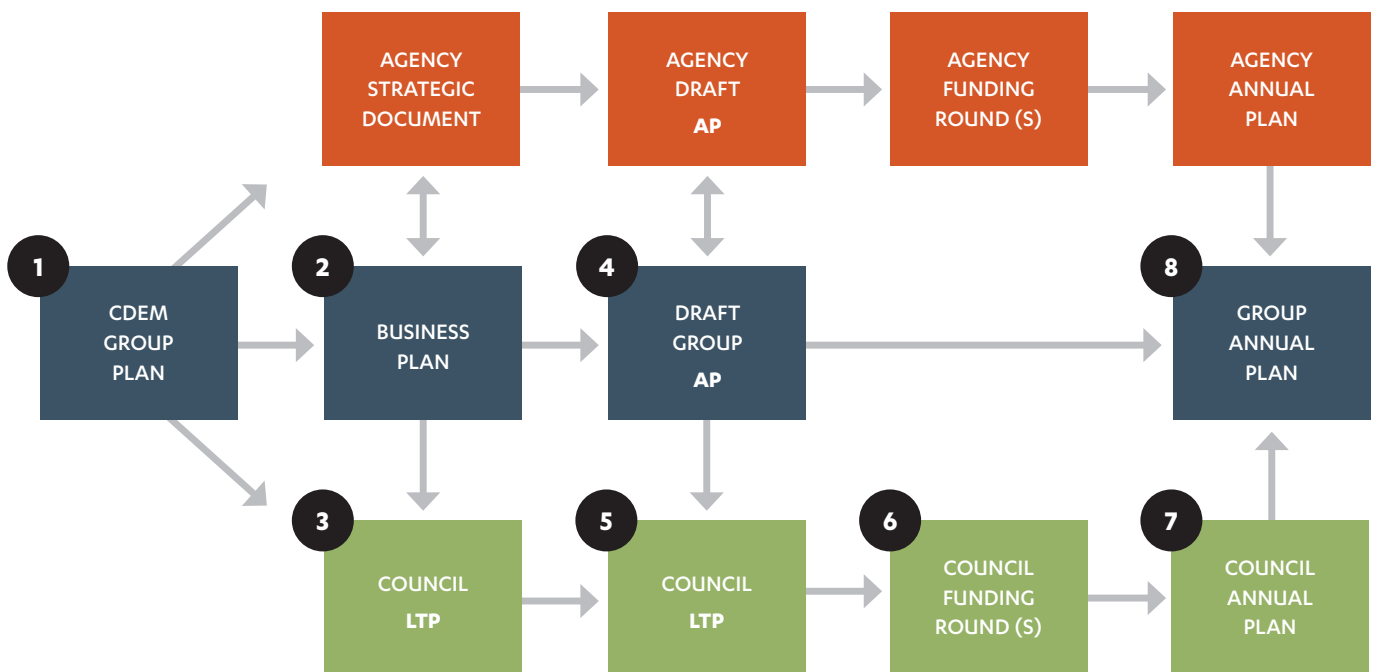 AGENCY
STRATEGIC
DOCUMENT
AGENCY
DRAFT
AP
AGENCY
FUNDING
ROUND (S)
AGENCY
ANNUAL
PLAN
1
CDEM
GROUP
PLAN
2
BUSINESS
PLAN
4
DRAFT
GROUP
AP
8
GROUP
ANNUAL
PLAN
3
COUNCIL
LTP
5
COUNCIL
LTP
6
COUNCIL
FUNDING
ROUND (S)
7
COUNCIL
ANNUAL
PLAN